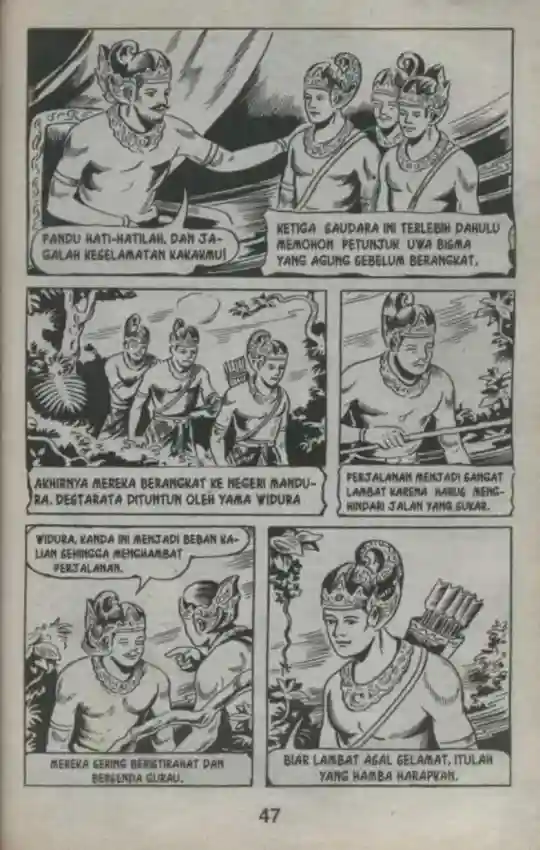 PANDU HATI-HATILAH, DAN JA-
GALAH KESELAMATAN KAKAKMU!
KETIGA SAUDARA INI TERLEBIH DAHULU
MEMOHON PETUNJUK UWA BISMA
YANG AGUNG SEBELUM BERANGKAT.
AKHIRNYA MEREKA BERANGKAT KE NEGERI MANDU-
RA. DESTARATA DITUNTUN OLEH YAMA WIDURA
PERJALANAN MENJADI SANGAT
LAMBAT KARENA HARUS MENG-
HINDARI JALAN YANG SUKAR.
WIDURA, KANDA INI MENJADI BEBAN KA-
LIAN SEHINGGA MENGHAMBAT
PERJALANAN.
MEREKA SERING BERISTIRAHAT DAN
BERSENDA GURAU.
BIAR LAMBAT ASAL SELAMAT, ITULAH
YANG HAMBA HARAPKAN.
47